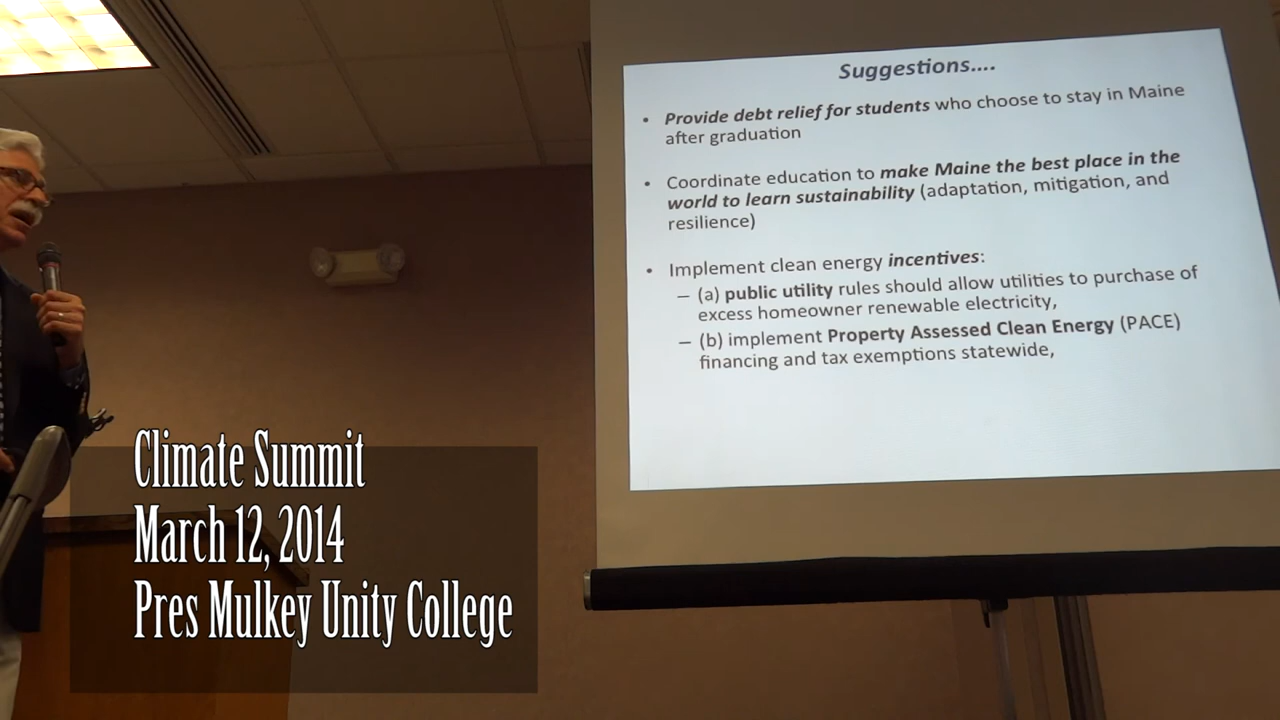 Suggestions....
• Provide debt relief for students who choose to stay in Maine
after graduation
• Coordinate education to make Maine the best place in the
world to learn sustainability (adaptation, mitigation, and
resilience)
• Implement clean energy incentives:
– (a) public utility rules should allow utilities to purchase of
excess homeowner renewable electricity,
– (b) implement Property Assessed Clean Energy (PACE)
financing and tax exemptions statewide,
Climate Summit
March 12, 2014
Pres Mulkey Unity College